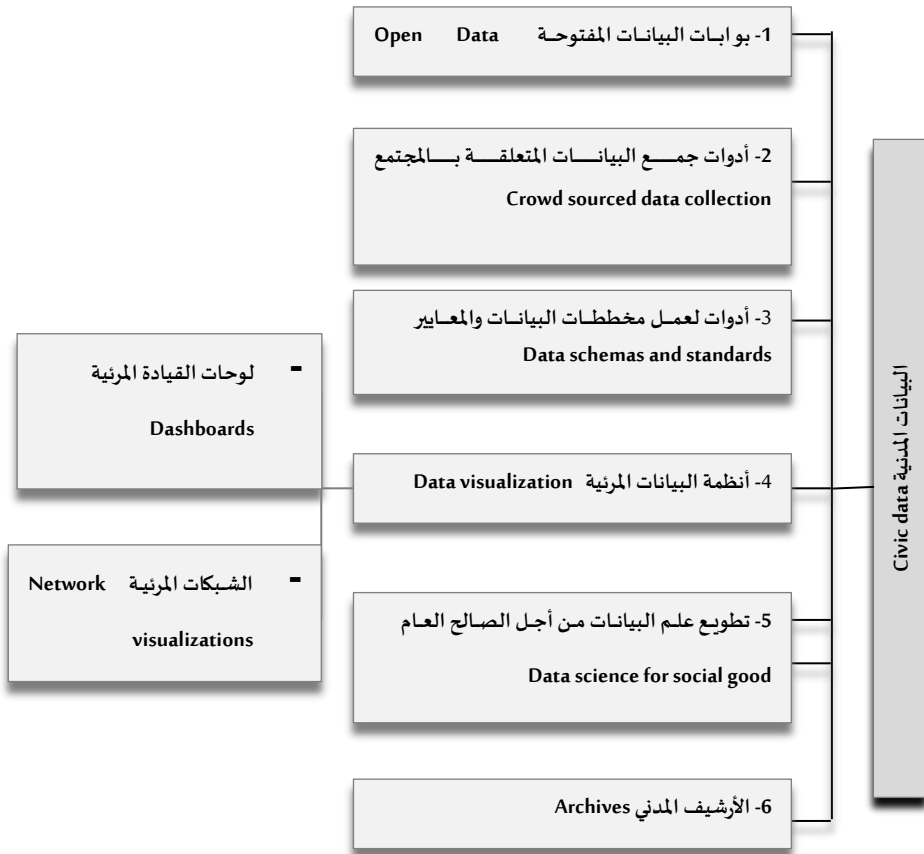 البيانات المدنية Civic data
1- بوابات البيانات المفتوحة Open Data
2- أدوات جمع البيانات المتعلقة بالمجتمع
Crowd sourced data collection
3- أدوات لعمل مخططات البيانات والمعايير
Data schemas and standards
4- أنظمة البيانات المرئية Data visualization
- لوحات القيادة المرئية
Dashboards
- الشبكات المرئية Network
visualizations
5- تطويع علم البيانات من أجل الصالح العام
Data science for social good
6- الأرشيف المدني Archives